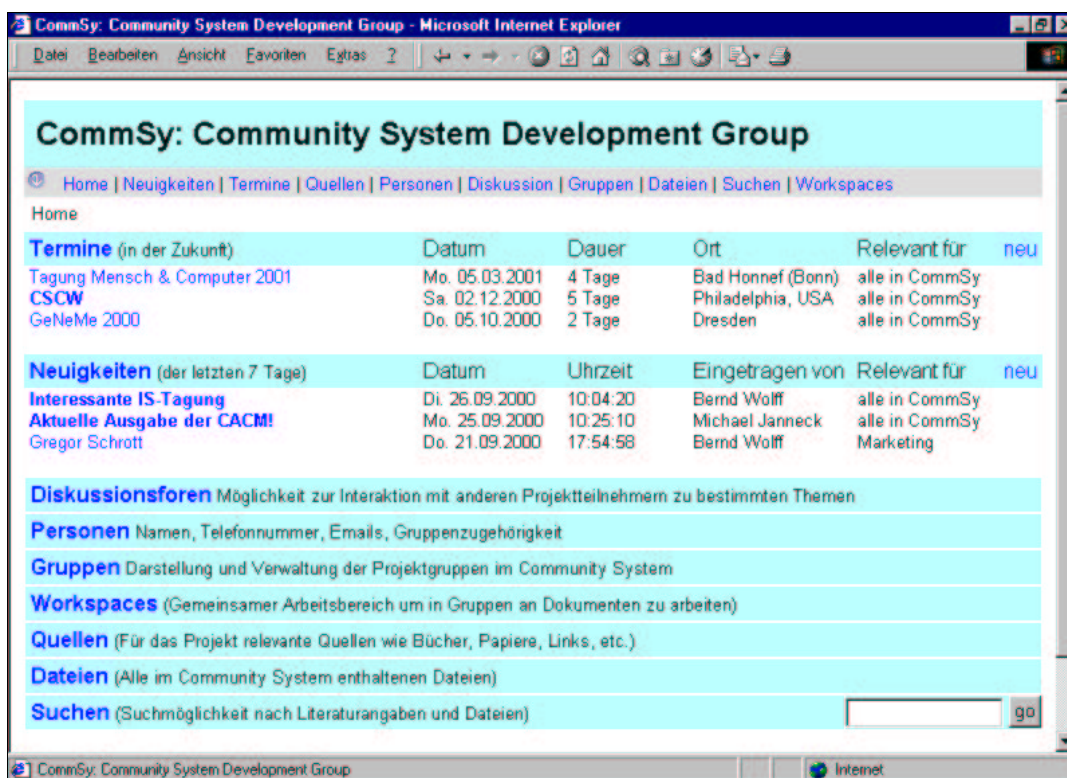 CommSy: Community System Development Group - Microsoft Internet Explorer
Datei Bearbeiten Ansicht Favoriten Extras ?
CommSy: Community System Development Group
Home | Neuigkeiten | Termine | Quellen | Personen | Diskussion | Gruppen | Dateien | Suchen | Workspaces
Home
Termine (in der Zukunft) Datum Dauer Ort Relevant für neu
Tagung Mensch & Computer 2001 Mo. 05.03.2001 4 Tage Bad Honnef (Bonn) alle in CommSy
CSCW Sa. 02.12.2000 5 Tage Philadelphia, USA alle in CommSy
GeNeMe 2000 Do. 05.10.2000 2 Tage Dresden alle in CommSy
Neuigkeiten (der letzten 7 Tage) Datum Uhrzeit Eingetragen von Relevant für neu
Interessante IS-Tagung Di. 26.09.2000 10:04:20 Bernd Wolff alle in CommSy
Aktuelle Ausgabe der CACM! Mo. 25.09.2000 10:25:10 Michael Janneck alle in CommSy
Gregor Schrott Do. 21.09.2000 17:54:58 Bernd Wolff Marketing
Diskussionsforen Möglichkeit zur Interaktion mit anderen Projektteilnehmern zu bestimmten Themen
Personen Namen, Telefonnummer, Emails, Gruppenzugehörigkeit
Gruppen Darstellung und Verwaltung der Projektgruppen im Community System
Workspaces (Gemeinsamer Arbeitsbereich um in Gruppen an Dokumenten zu arbeiten)
Quellen (Für das Projekt relevante Quellen wie Bücher, Papiere, Links, etc.)
Dateien (Alle im Community System enthaltenen Dateien)
Suchen (Suchmöglichkeit nach Literaturangaben und Dateien) go
CommSy: Community System Development Group Internet